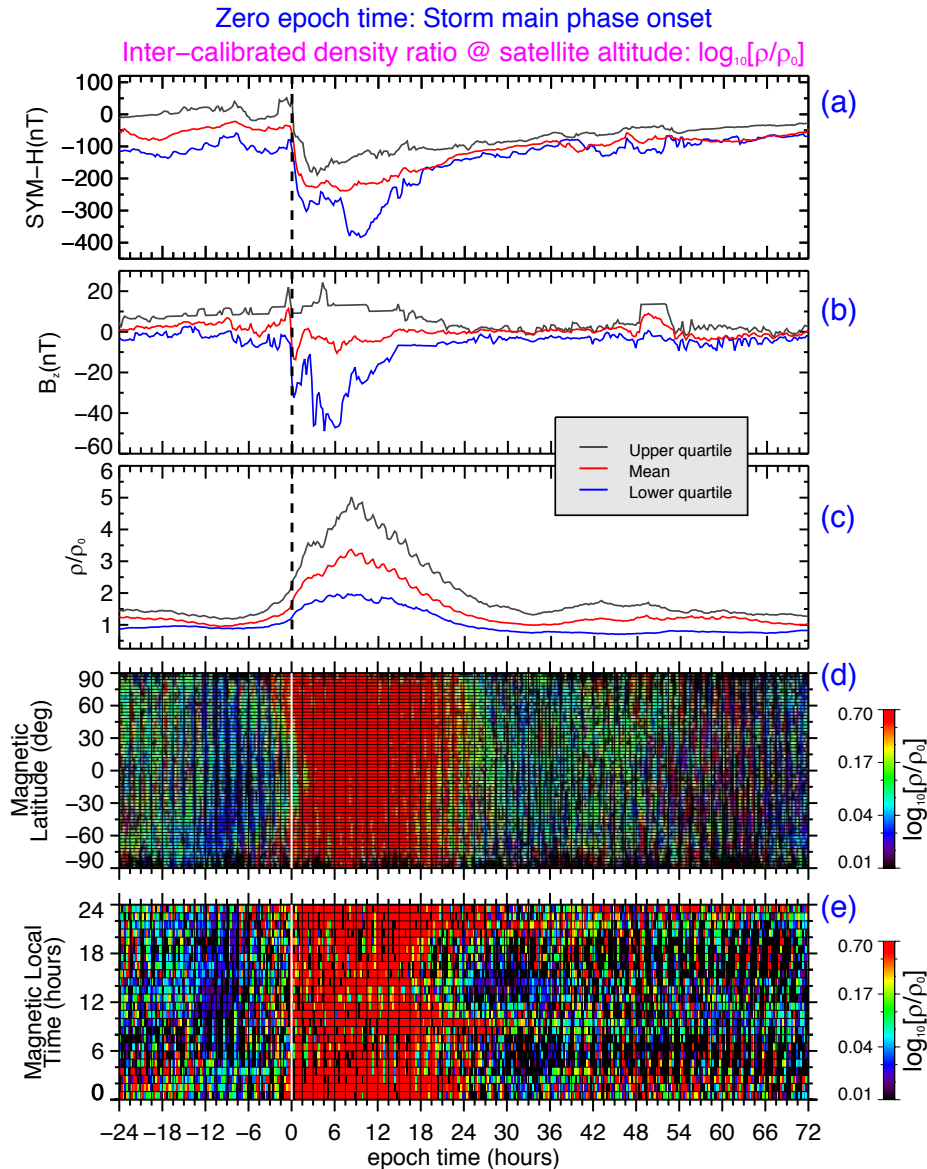 Zero epoch time: Storm main phase onset
Inter−calibrated density ratio @ satellite altitude: log₁₀[ρ/ρ₀]
(a)
SYM−H(nT)
100
0
−100
−200
−300
−400
(b)
B_z(nT)
20
0
−20
−40
−60
Upper quartile
Mean
Lower quartile
(c)
ρ/ρ₀
6
5
4
3
2
1
(d)
Magnetic
Latitude (deg)
90
60
30
0
−30
−60
−90
0.70
0.17
0.04
0.01
log₁₀[ρ/ρ₀]
(e)
Magnetic Local
Time (hours)
24
18
12
6
0
0.70
0.17
0.04
0.01
log₁₀[ρ/ρ₀]
−24 −18 −12 −6 0 6 12 18 24 30 36 42 48 54 60 66 72
epoch time (hours)